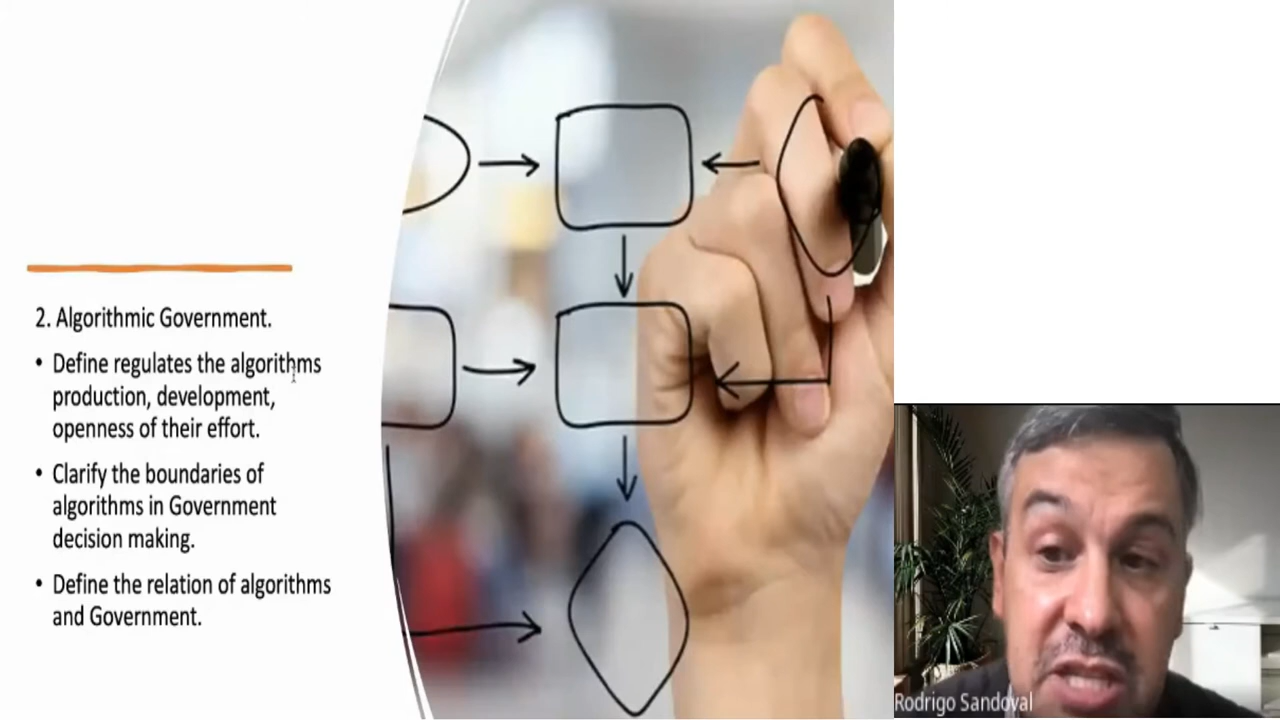 2. Algorithmic Government.
• Define regulates the algorithms
production, development,
openness of their effort.
• Clarify the boundaries of
algorithms in Government
decision making.
• Define the relation of algorithms
and Government.
Rodrigo Sandoval